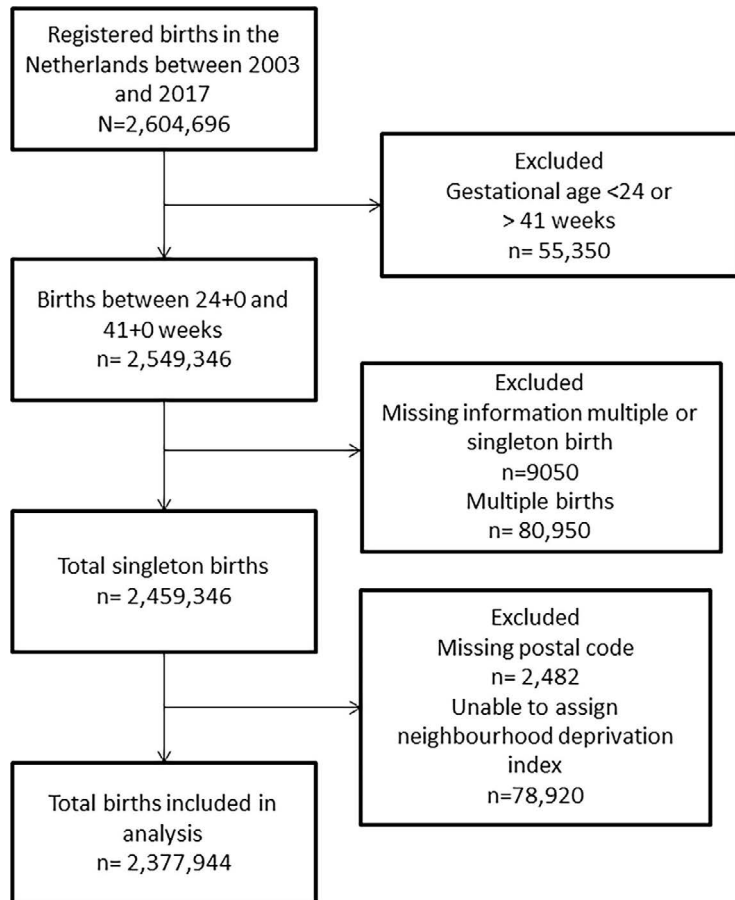 Registered births in the
Netherlands between 2003
and 2017
N=2,604,696
Excluded
Gestational age <24 or
> 41 weeks
n= 55,350
Births between 24+0 and
41+0 weeks
n= 2,549,346
Excluded
Missing information multiple or
singleton birth
n=9050
Multiple births
n= 80,950
Total singleton births
n= 2,459,346
Excluded
Missing postal code
n= 2,482
Unable to assign
neighbourhood deprivation
index
n=78,920
Total births included in
analysis
n= 2,377,944